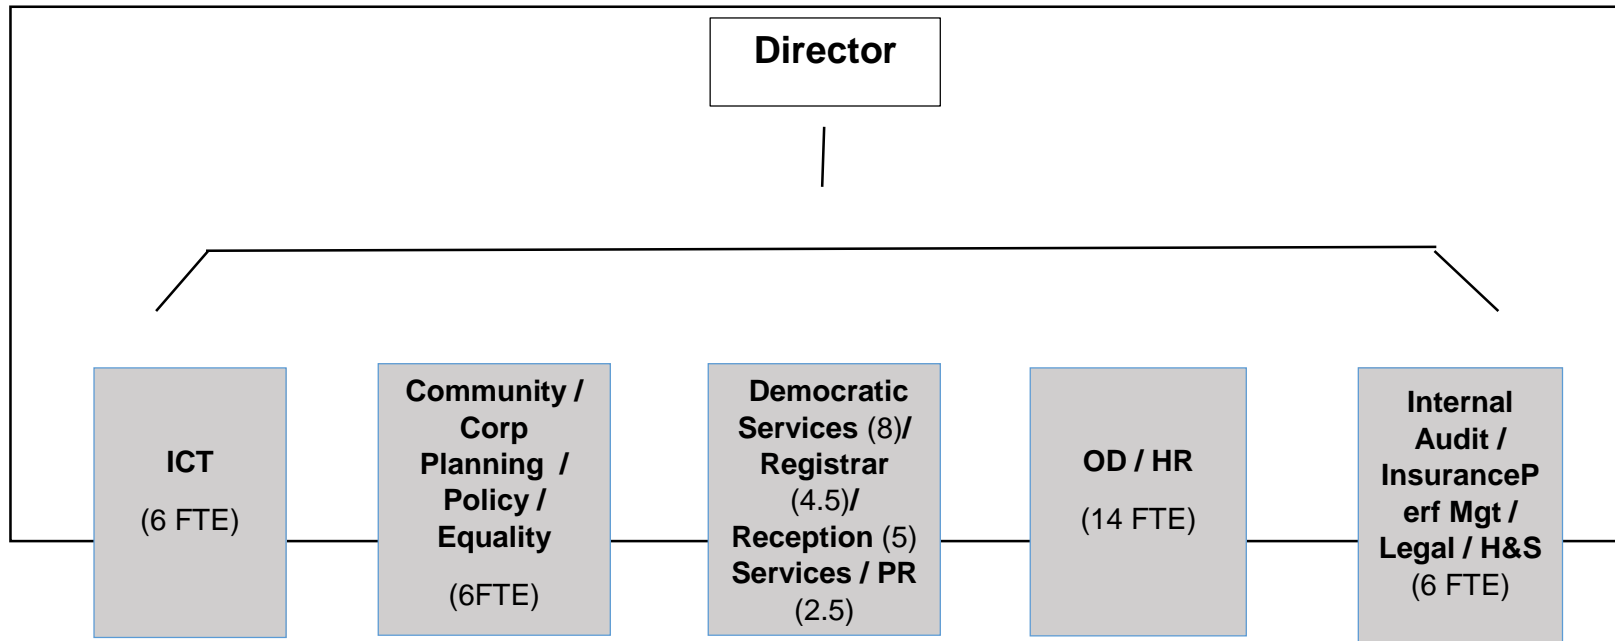 Director
ICT
(6 FTE)
Community /
Corp
Planning  /
Policy /
Equality
(6FTE)
Democratic
Services (8)/
Registrar
(4.5)/
Reception (5)
Services / PR
(2.5)
OD / HR
(14 FTE)
Internal
Audit /
InsuranceP
erf Mgt /
Legal / H&S
(6 FTE)